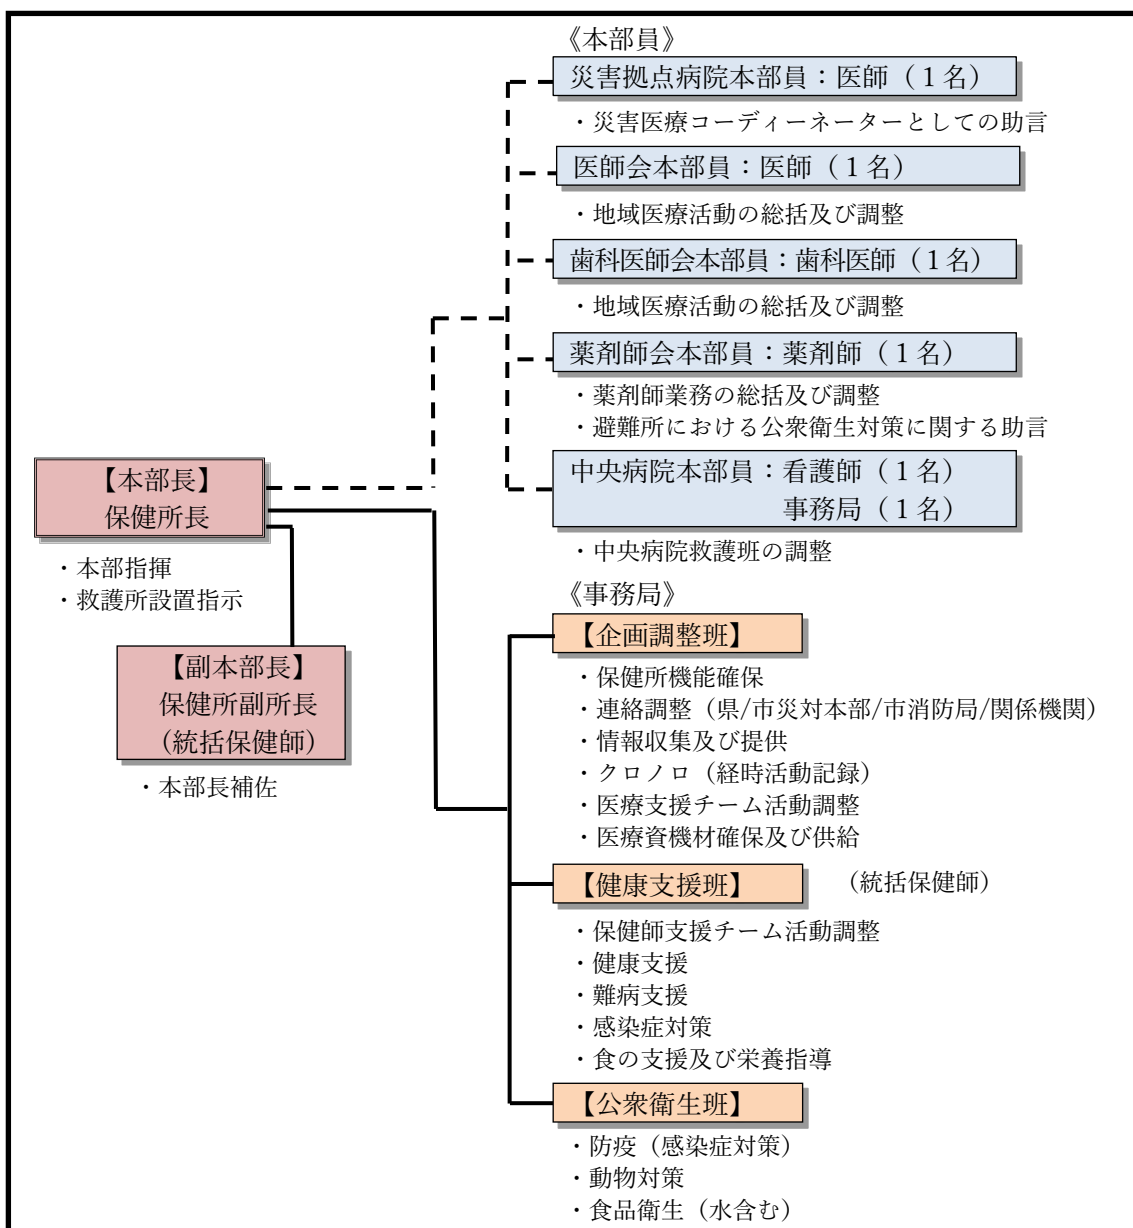 《本部員》
災害拠点病院本部員：医師（１名）
・災害医療コーディーネーターとしての助言
医師会本部員：医師（１名）
・地域医療活動の総括及び調整
歯科医師会本部員：歯科医師（１名）
・地域医療活動の総括及び調整
薬剤師会本部員：薬剤師（１名）
・薬剤師業務の総括及び調整
・避難所における公衆衛生対策に関する助言
中央病院本部員：看護師（１名）
事務局（１名）
・中央病院救護班の調整
【本部長】
保健所長
・本部指揮
・救護所設置指示
【副本部長】
保健所副所長
（統括保健師）
・本部長補佐
《事務局》
【企画調整班】
・保健所機能確保
・連絡調整（県/市災対本部/市消防局/関係機関）
・情報収集及び提供
・クロノロ（経時活動記録）
・医療支援チーム活動調整
・医療資機材確保及び供給
【健康支援班】 （統括保健師）
・保健師支援チーム活動調整
・健康支援
・難病支援
・感染症対策
・食の支援及び栄養指導
【公衆衛生班】
・防疫（感染症対策）
・動物対策
・食品衛生（水含む）